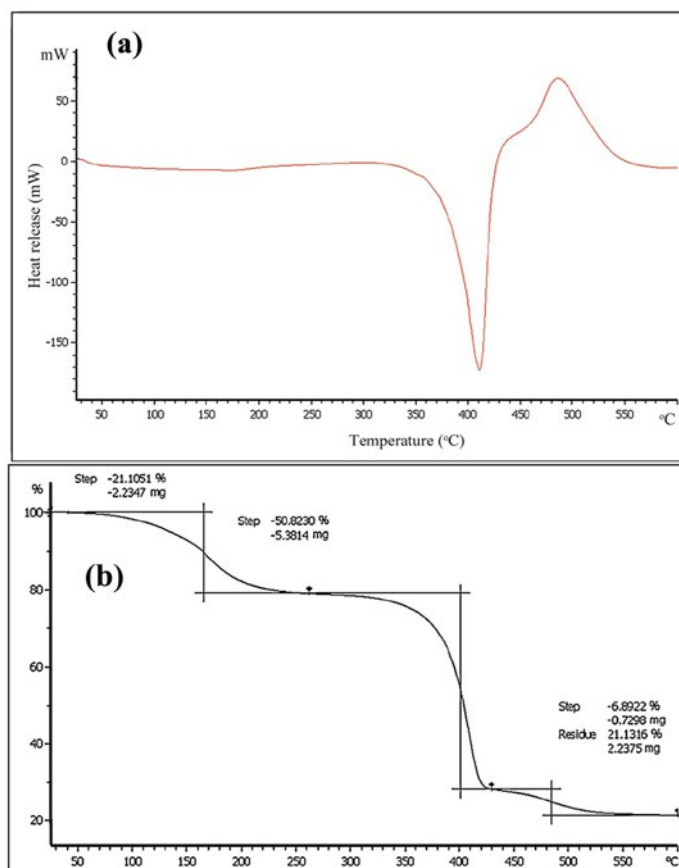 (a)
mW
50
0
-50
-100
-150
Heat release (mW)
50 100 150 200 250 300 350 400 450 500 550 °C
Temperature (°C)
Step -21.1051 %
-2.2347 mg
%
Step -50.8230 %
-5.3814 mg
100
(b)
80
60
Step -6.8922 %
-0.7298 mg
Residue 21.1316 %
2.2375 mg
40
20
50 100 150 200 250 300 350 400 450 500 550 °C